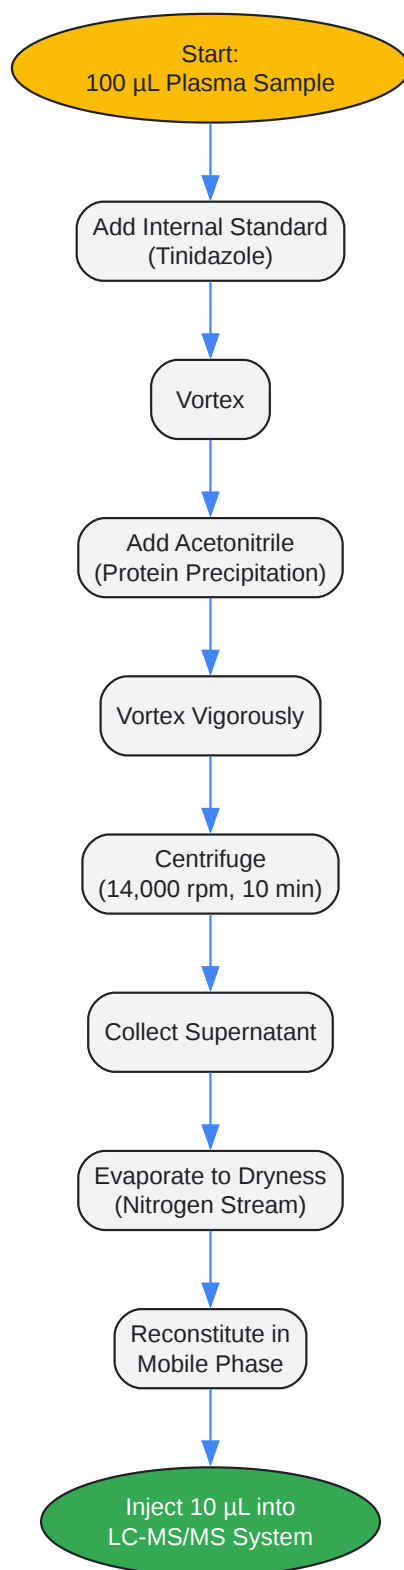 Start:
100 µL Plasma Sample
Add Internal Standard
(Tinidazole)
Vortex
Add Acetonitrile
(Protein Precipitation)
Vortex Vigorously
Centrifuge
(14,000 rpm, 10 min)
Collect Supernatant
Evaporate to Dryness
(Nitrogen Stream)
Reconstitute in
Mobile Phase
Inject 10 µL into
LC-MS/MS System